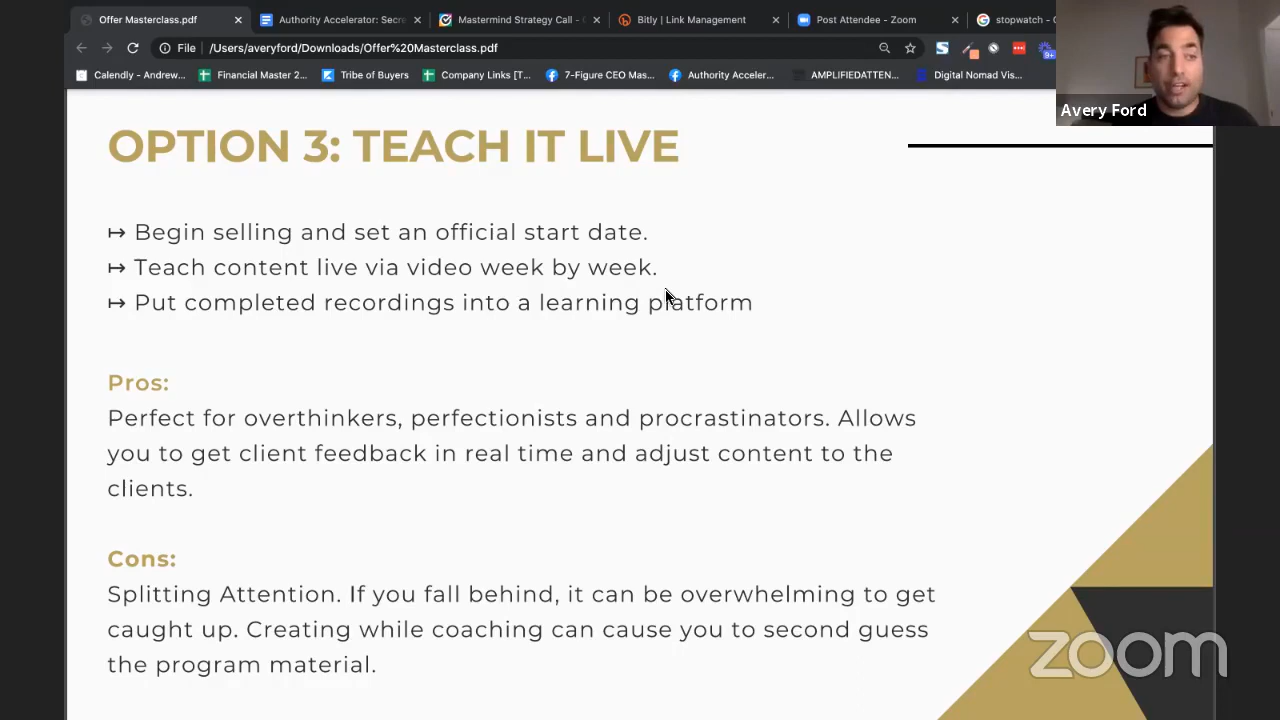 Offer Masterclass.pdf
Authority Accelerator: Secre
Mastermind Strategy Call -
Bitly | Link Management
Post Attendee - Zoom
stopwatch -
File
/Users/averyford/Downloads/Offer%20Masterclass.pdf
9+
Calendly - Andrew...
Financial Master 2...
Tribe of Buyers
Company Links [T...
7-Figure CEO Mas...
Authority Acceler...
AMPLIFIEDATTEN...
Digital Nomad Vis...
Avery Ford
OPTION 3: TEACH IT LIVE
↦ Begin selling and set an official start date.
↦ Teach content live via video week by week.
↦ Put completed recordings into a learning platform
Pros:
Perfect for overthinkers, perfectionists and procrastinators. Allows
you to get client feedback in real time and adjust content to the
clients.
Cons:
Splitting Attention. If you fall behind, it can be overwhelming to get
caught up. Creating while coaching can cause you to second guess
the program material.
zoom